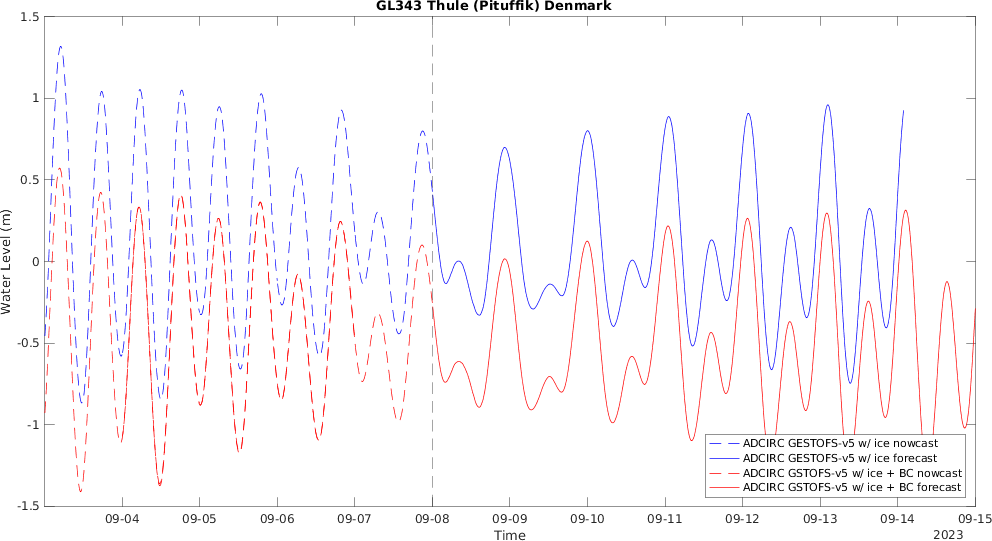 GL343 Thule (Pituffik) Denmark
1.5
1
0.5
0
-0.5
-1
-1.5
Water Level (m)
09-04
09-05
09-06
09-07
09-08
09-09
09-10
09-11
09-12
09-13
09-14
09-15
Time
2023
ADCIRC GESTOFS-v5 w/ ice nowcast
ADCIRC GESTOFS-v5 w/ ice forecast
ADCIRC GSTOFS-v5 w/ ice + BC nowcast
ADCIRC GSTOFS-v5 w/ ice + BC forecast